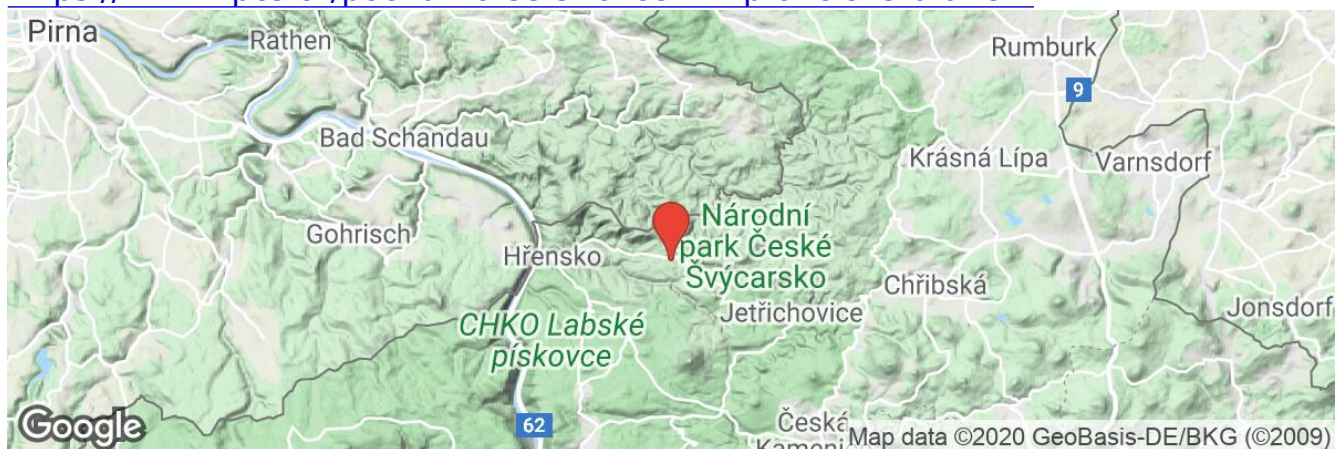 Pirna
Rathen
Rumburk
9
Bad Schandau
Krásná Lípa
Varnsdorf
Gohrisch
Hřensko
Národní
park České
Švýcarsko
Chřibská
Jetřichovice
Jonsdorf
CHKO Labské
pískovce
62
Česká
Google
Map data ©2020 GeoBasis-DE/BKG (©2009)